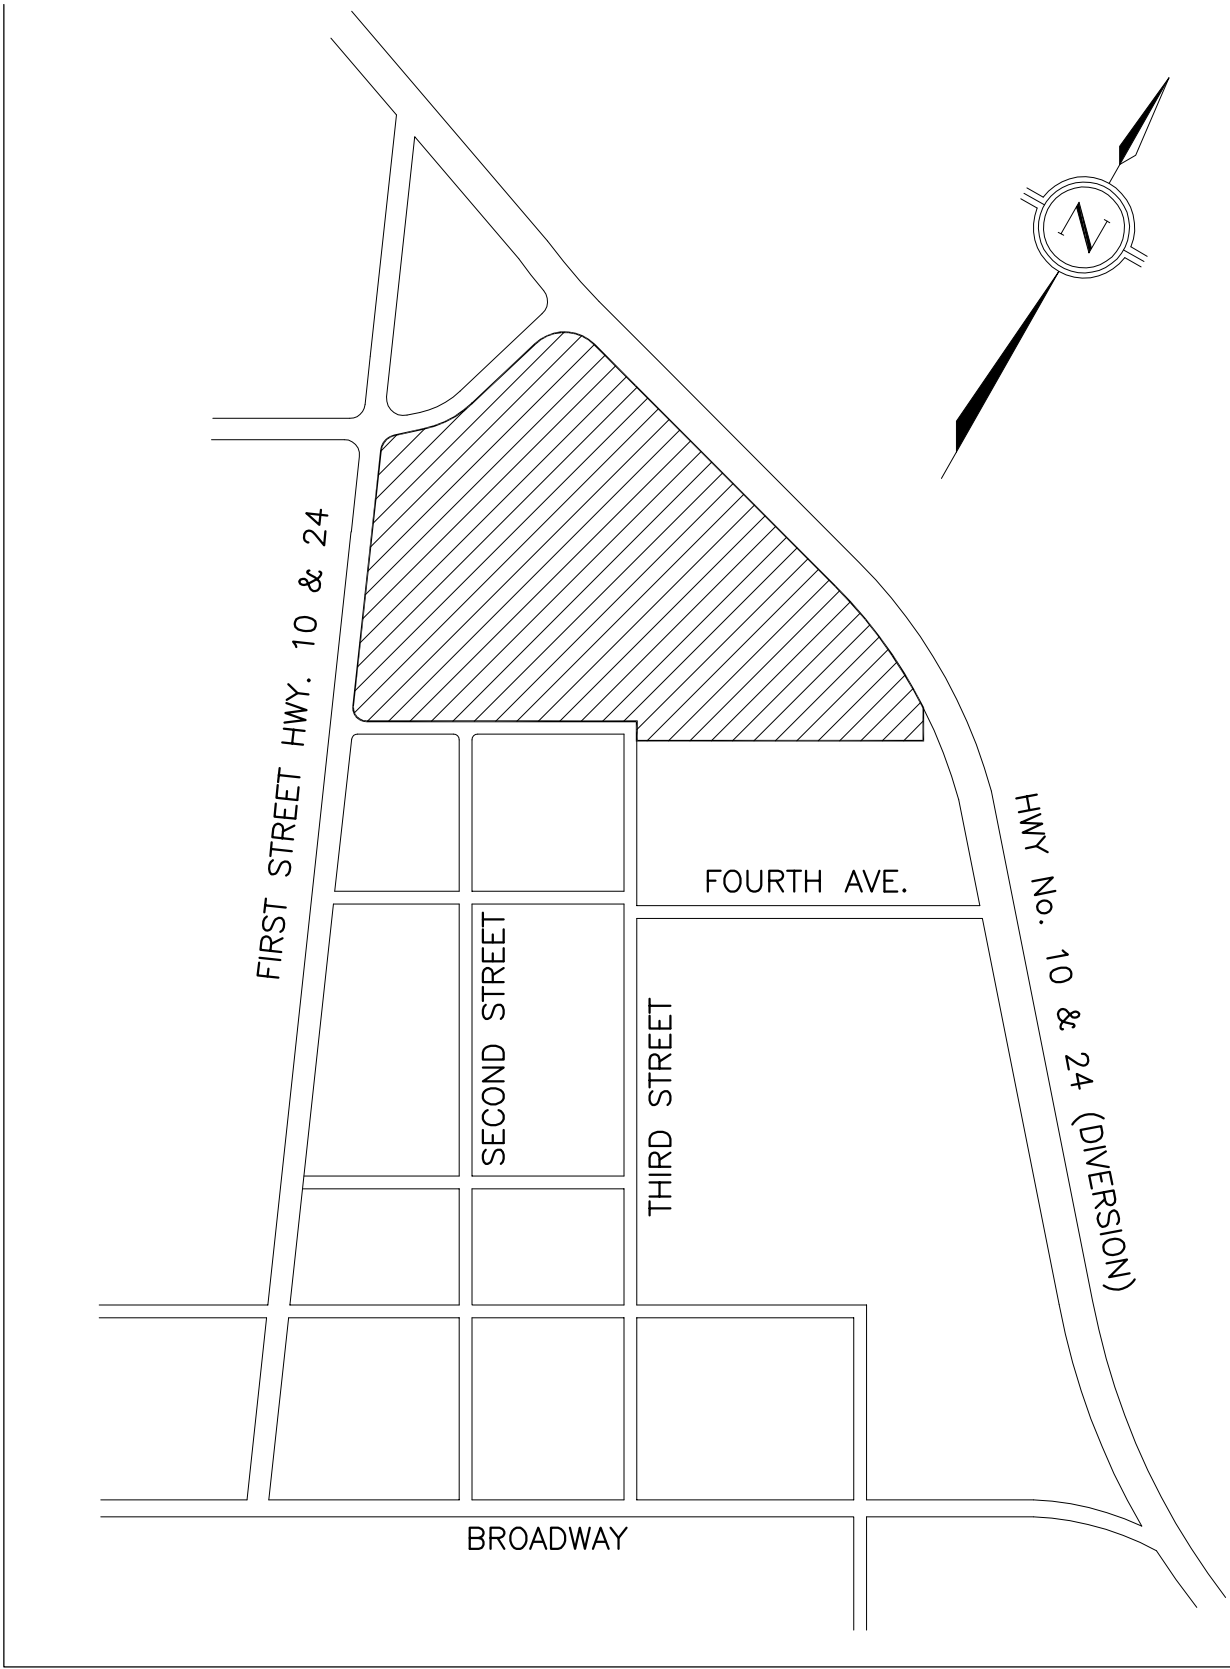 N
FIRST STREET HWY. 10 & 24
HWY No. 10 & 24 (DIVERSION)
FOURTH AVE.
SECOND STREET
THIRD STREET
BROADWAY